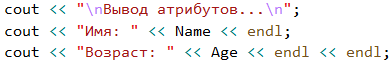 cout << "\nВывод атрибутов...\n";
cout << "Имя: " << Name << endl;
cout << "Возраст: " << Age << endl << endl;